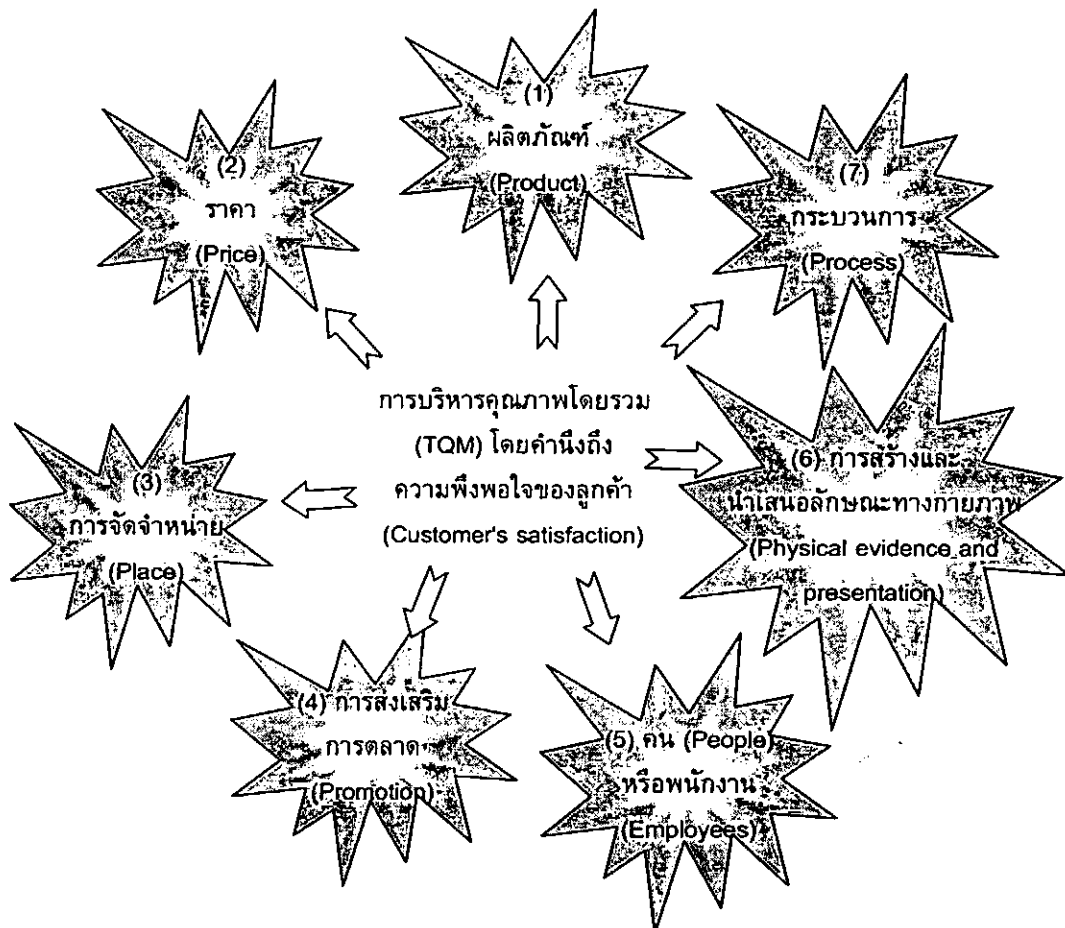 (1)
ผลิตภัณฑ์
(Product)
(2)
ราคา
(Price)
(7)
กระบวนการ
(Process)
การบริหารคุณภาพโดยรวม
(TQM) โดยคำนึงถึง
ความพึงพอใจของลูกค้า
(Customer's satisfaction)
(3)
การจัดจำหน่าย
(Place)
(6) การสร้างและ
นำเสนอลักษณะทางกายภาพ
(Physical evidence and
presentation)
(4) การส่งเสริม
การตลาด
(Promotion)
(5) คน (People)
หรือพนักงาน
(Employees)